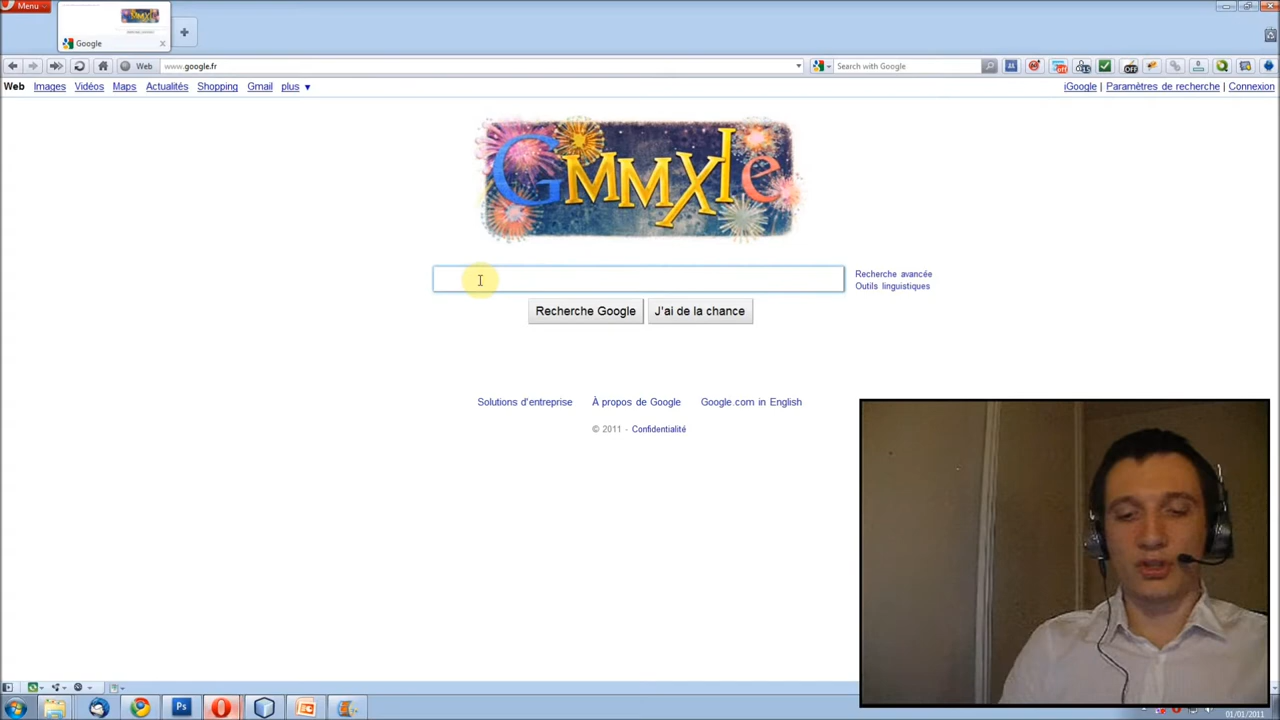 Menu
Google
Web www.google.fr Search with Google
Web Images Vidéos Maps Actualités Shopping Gmail plus ▼ iGoogle | Paramètres de recherche | Connexion
GMMXIe
Recherche avancée
Outils linguistiques
Recherche Google J'ai de la chance
Solutions d'entreprise À propos de Google Google.com in English
© 2011 - Confidentialité
01/01/2011